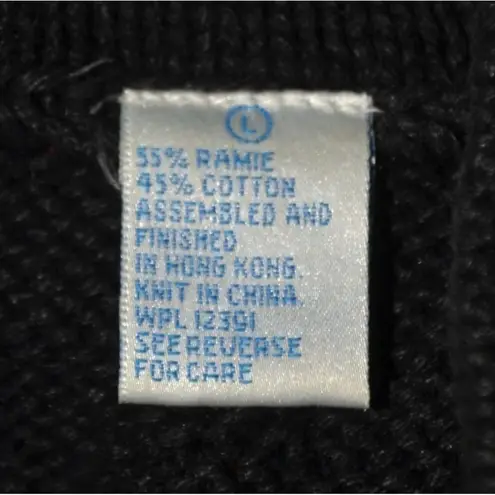 L
55% RAMIE
45% COTTON
ASSEMBLED AND
FINISHED
IN HONG KONG.
KNIT IN CHINA
WPL 12391
SEE REVERSE
FOR CARE